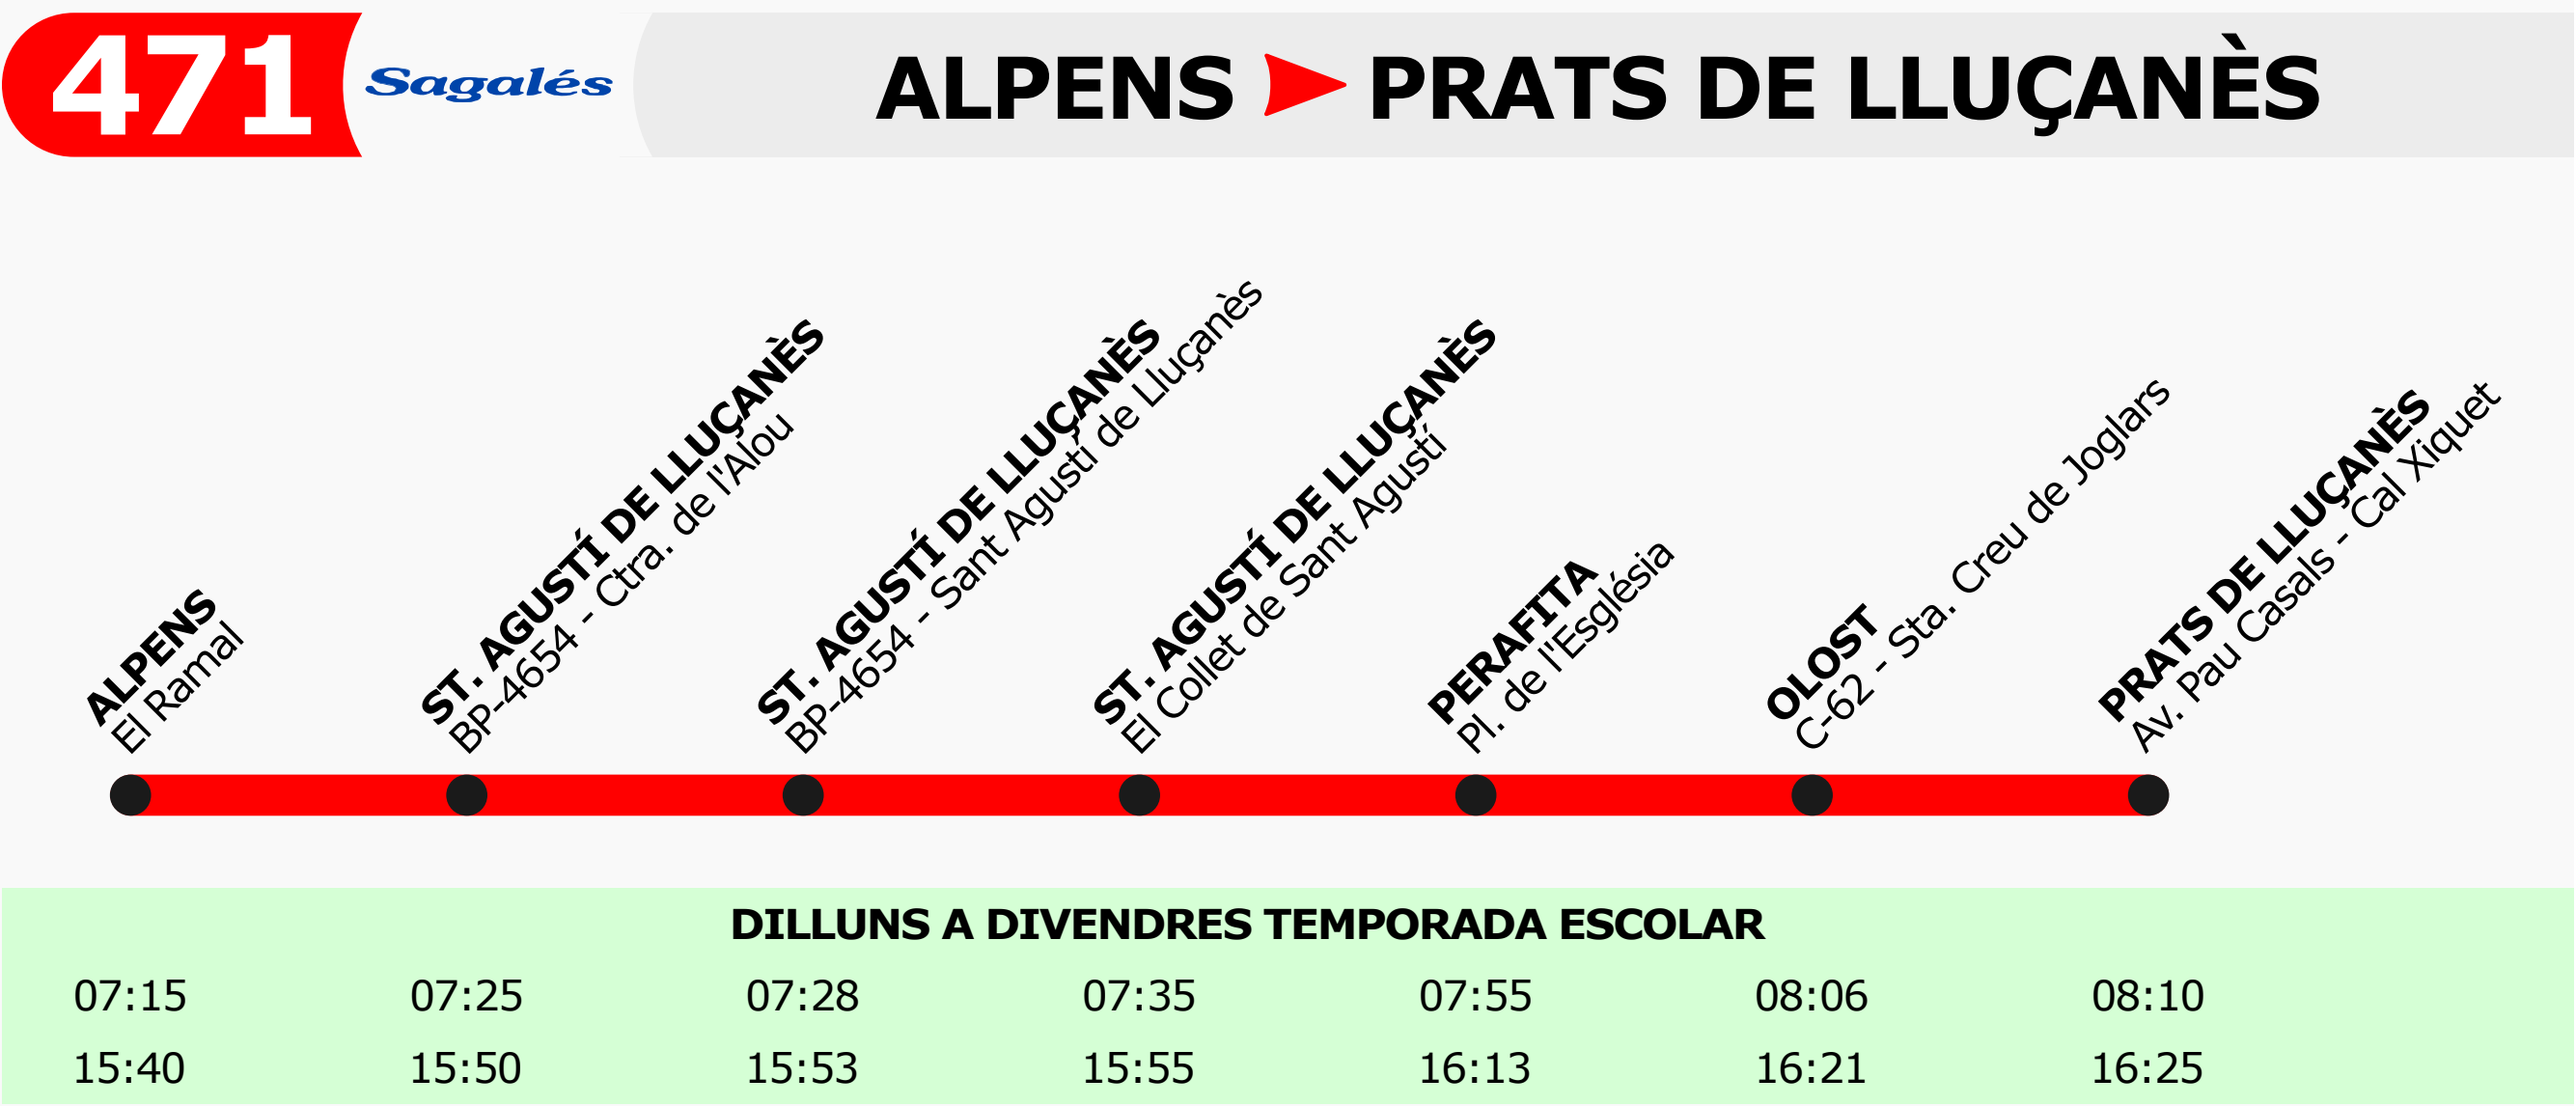 471 Sagalés ALPENS PRATS DE LLUÇANÈS
ALPENS
El Ramal
ST. AGUSTÍ DE LLUÇANÈS
BP-4654 - Ctra. de l'Alou
ST. AGUSTÍ DE LLUÇANÈS
BP-4654 - Sant Agustí de Lluçanès
ST. AGUSTÍ DE LLUÇANÈS
El Collet de Sant Agustí
PERAFITA
Pl. de l'Església
OLOST
C-62 - Sta. Creu de Joglars
PRATS DE LLUÇANÈS
Av. Pau Casals - Cal Xiquet
DILLUNS A DIVENDRES TEMPORADA ESCOLAR
07:15 07:25 07:28 07:35 07:55 08:06 08:10
15:40 15:50 15:53 15:55 16:13 16:21 16:25